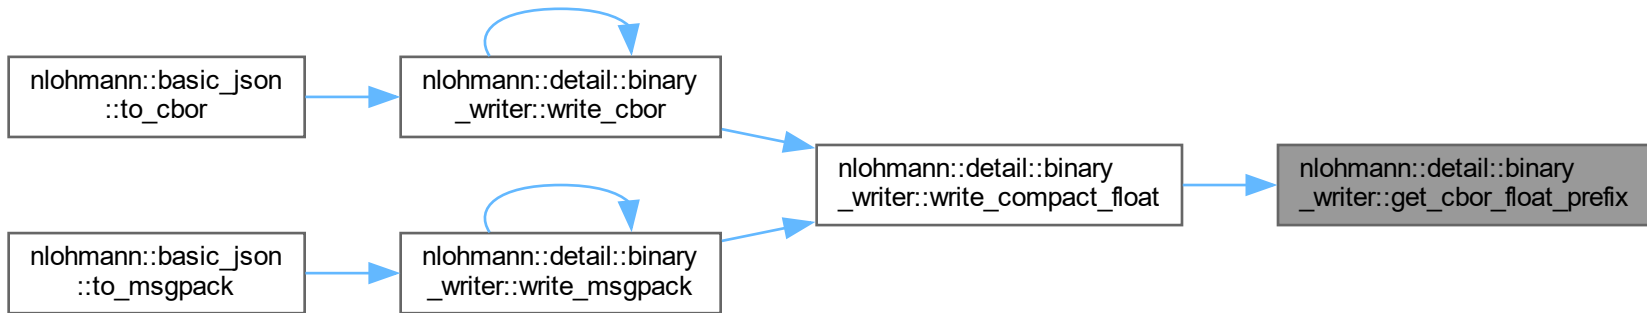 nlohmann::basic_json
::to_cbor
nlohmann::detail::binary
_writer::write_cbor
nlohmann::detail::binary
_writer::write_compact_float
nlohmann::detail::binary
_writer::get_cbor_float_prefix
nlohmann::basic_json
::to_msgpack
nlohmann::detail::binary
_writer::write_msgpack